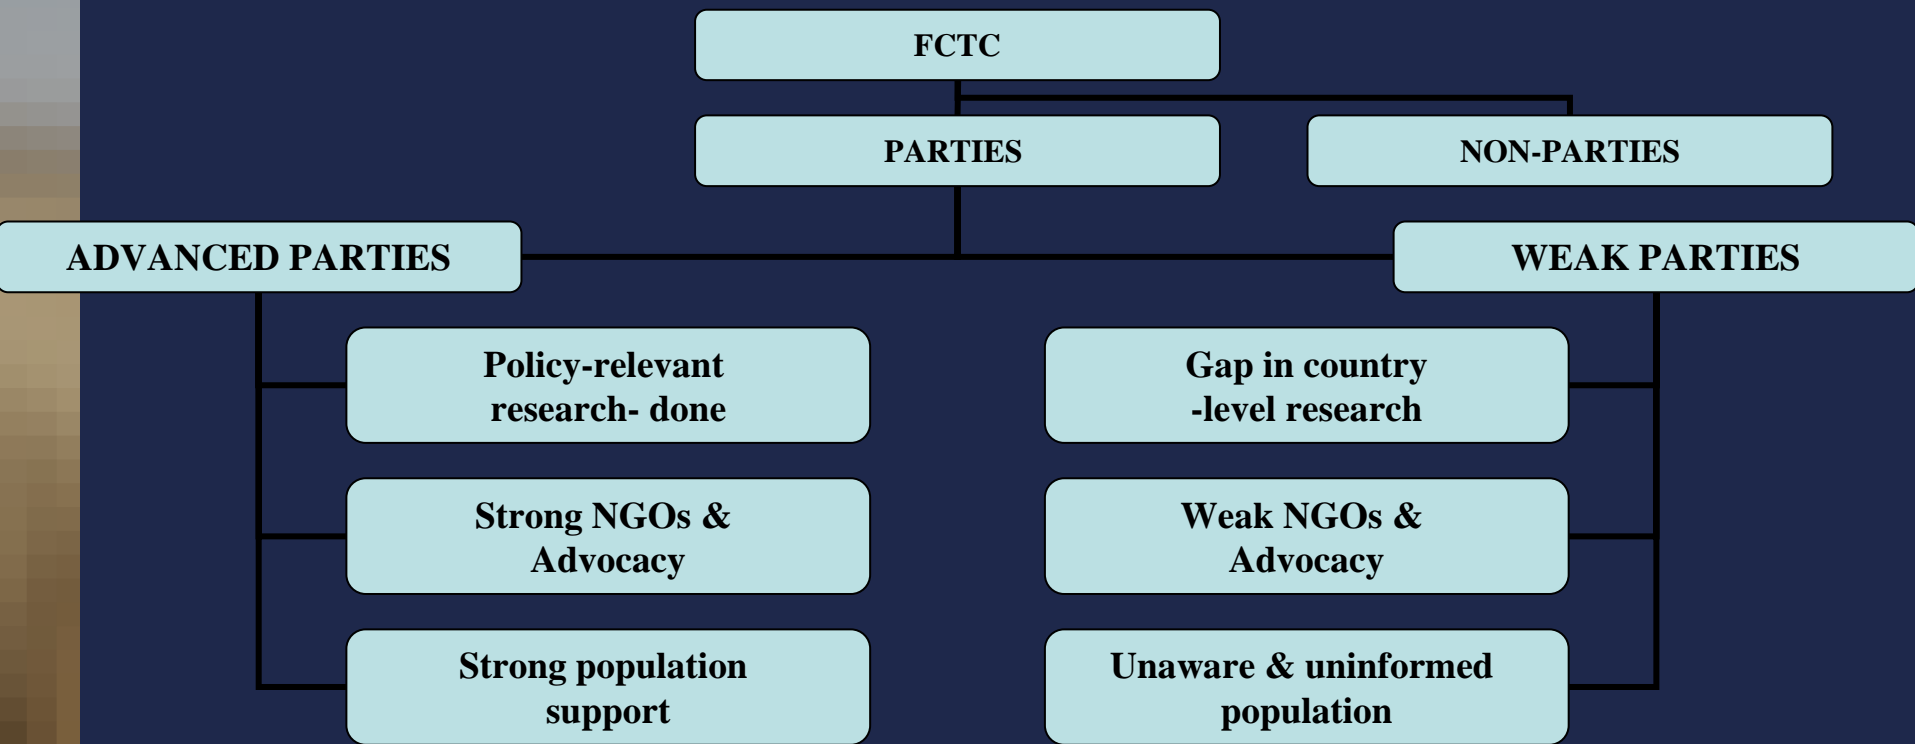 FCTC
PARTIES
NON-PARTIES
ADVANCED PARTIES
WEAK PARTIES
Policy-relevant
research- done
Gap in country
-level research
Strong NGOs &
Advocacy
Weak NGOs &
Advocacy
Strong population
support
Unaware & uninformed
population